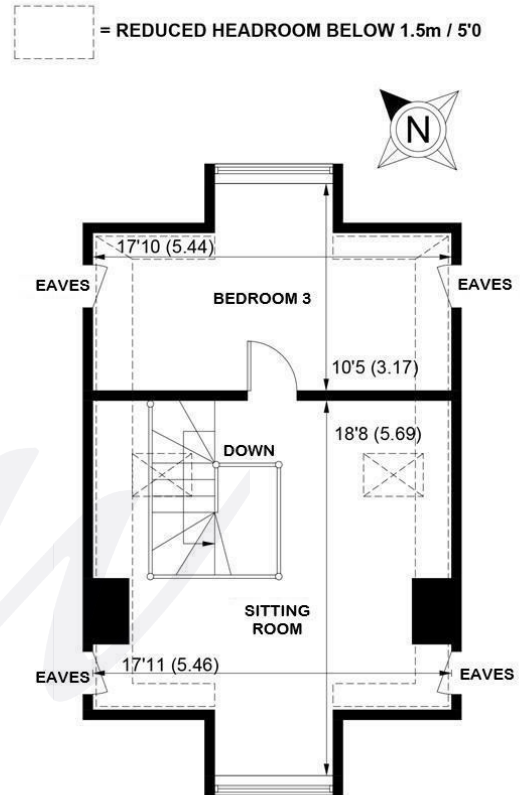 = REDUCED HEADROOM BELOW 1.5m / 5'0
N
17'10 (5.44)
EAVES
EAVES
BEDROOM 3
10'5 (3.17)
18'8 (5.69)
DOWN
SITTING
ROOM
17'11 (5.46)
EAVES
EAVES